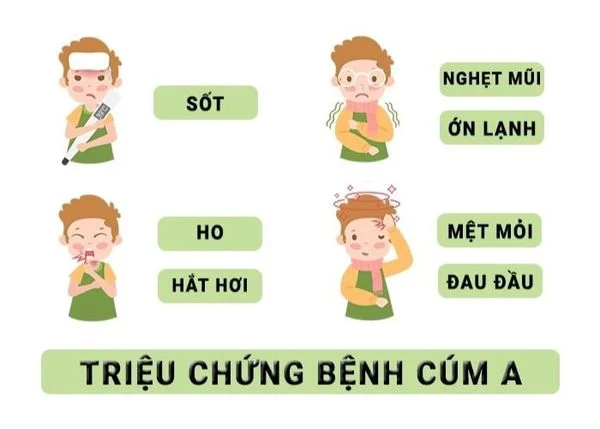 SỐT
NGHẸT MŨI
ỚN LẠNH
HO
HẮT HƠI
MỆT MỎI
ĐAU ĐẦU
TRIỆU CHỨNG BỆNH CÚM A